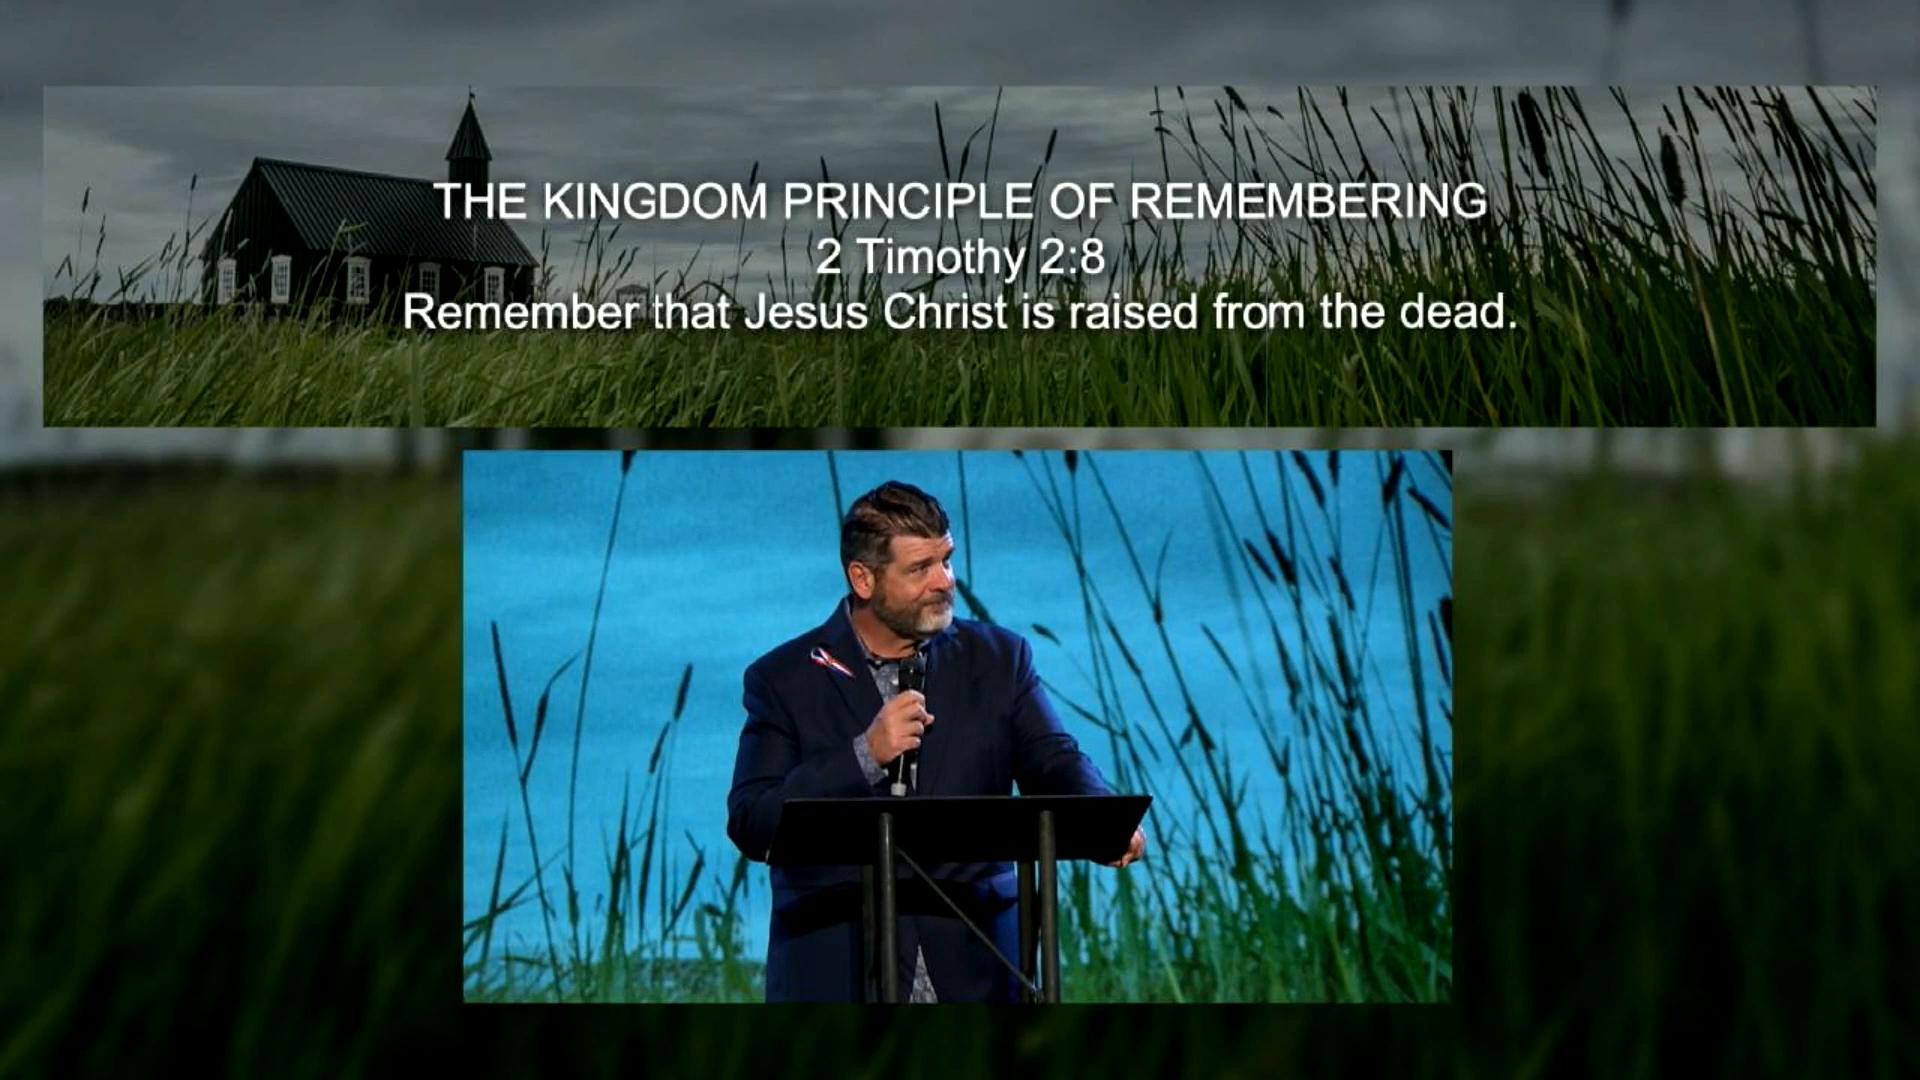 THE KINGDOM PRINCIPLE OF REMEMBERING
2 Timothy 2:8
Remember that Jesus Christ is raised from the dead.